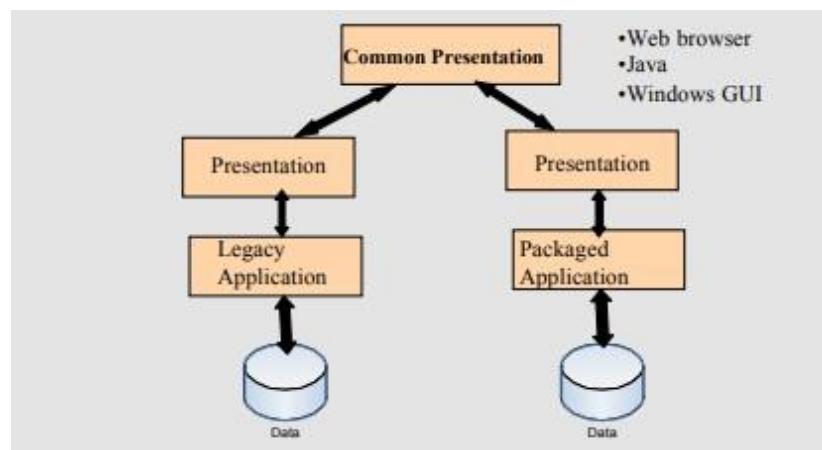 Common Presentation
•Web browser
•Java
•Windows GUI
Presentation
Presentation
Legacy
Application
Packaged
Application
Data
Data